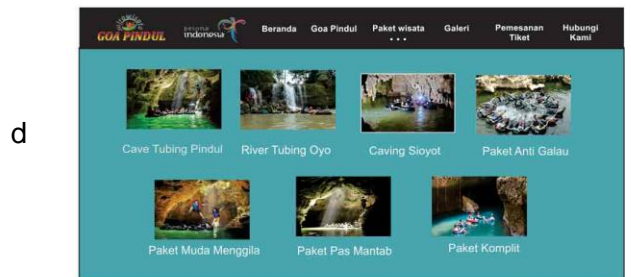 GOA PINDUL
pesona
indonesia
Beranda
Goa Pindul
Paket wisata
Galeri
Pemesanan
Tiket
Hubungi
Kami
d
Cave Tubing Pindul
River Tubing Oyo
Caving Sioyot
Paket Anti Galau
Paket Muda Menggila
Paket Pas Mantab
Paket Komplit